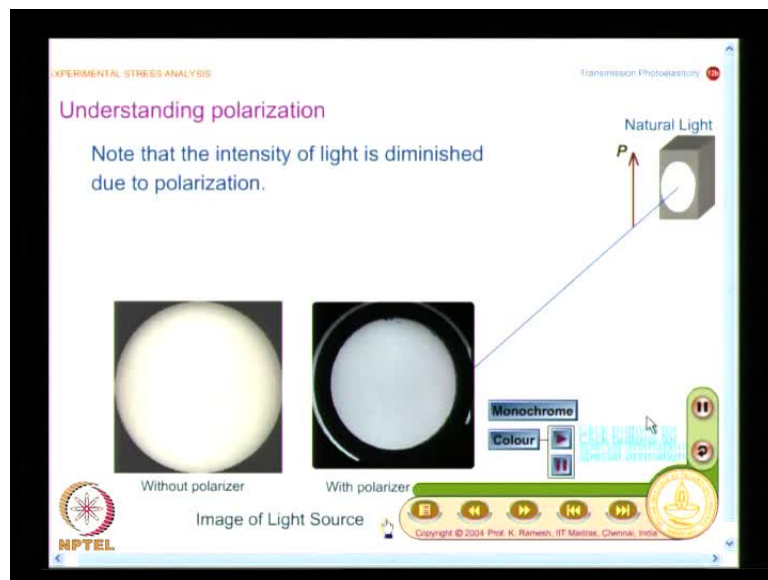 EXPERIMENTAL STRESS ANALYSIS
Transmission Photoelasticity
Understanding polarization
Natural Light
P
Note that the intensity of light is diminished
due to polarization.
Monochrome
Colour
Without polarizer
With polarizer
Image of Light Source
NPTEL
Copyright © 2004 Prof. K. Ramesh, IIT Madras, Chennai, India